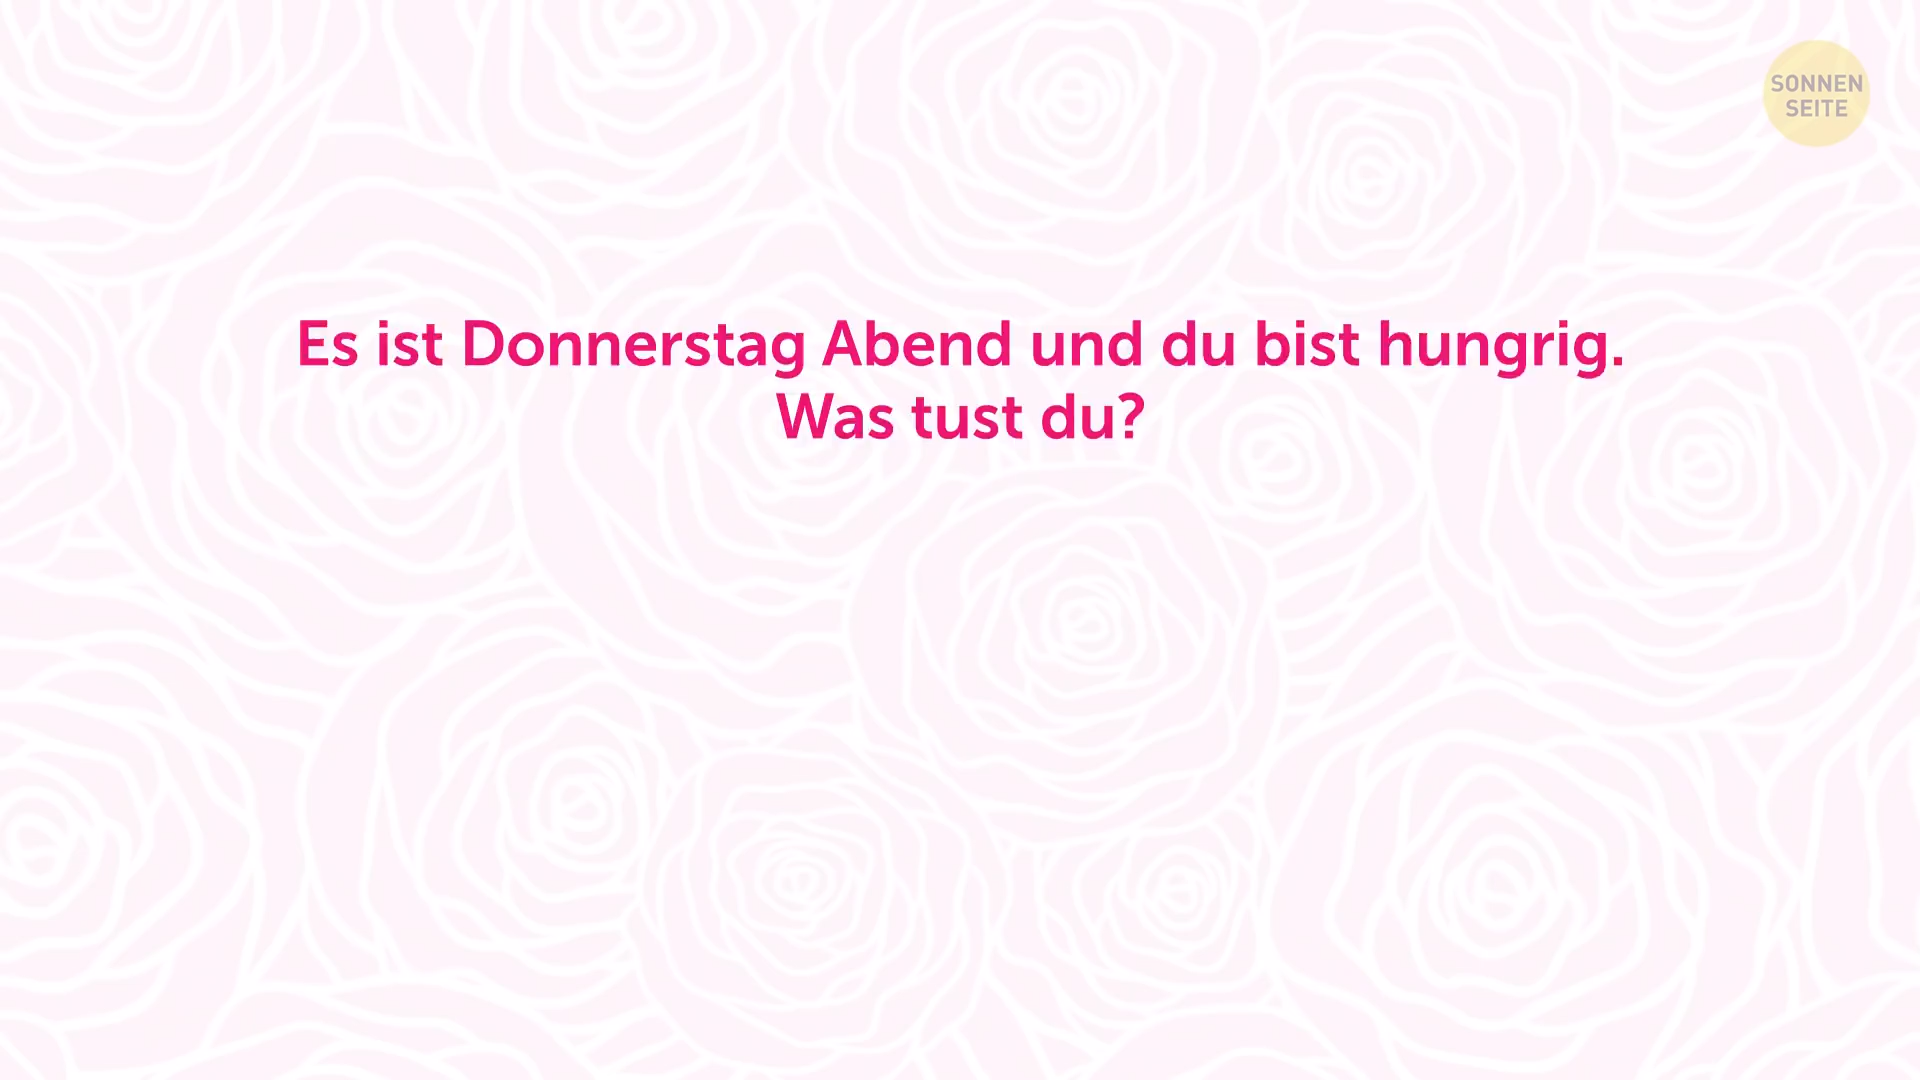 SONNEN
SEITE
Es ist Donnerstag Abend und du bist hungrig.
Was tust du?